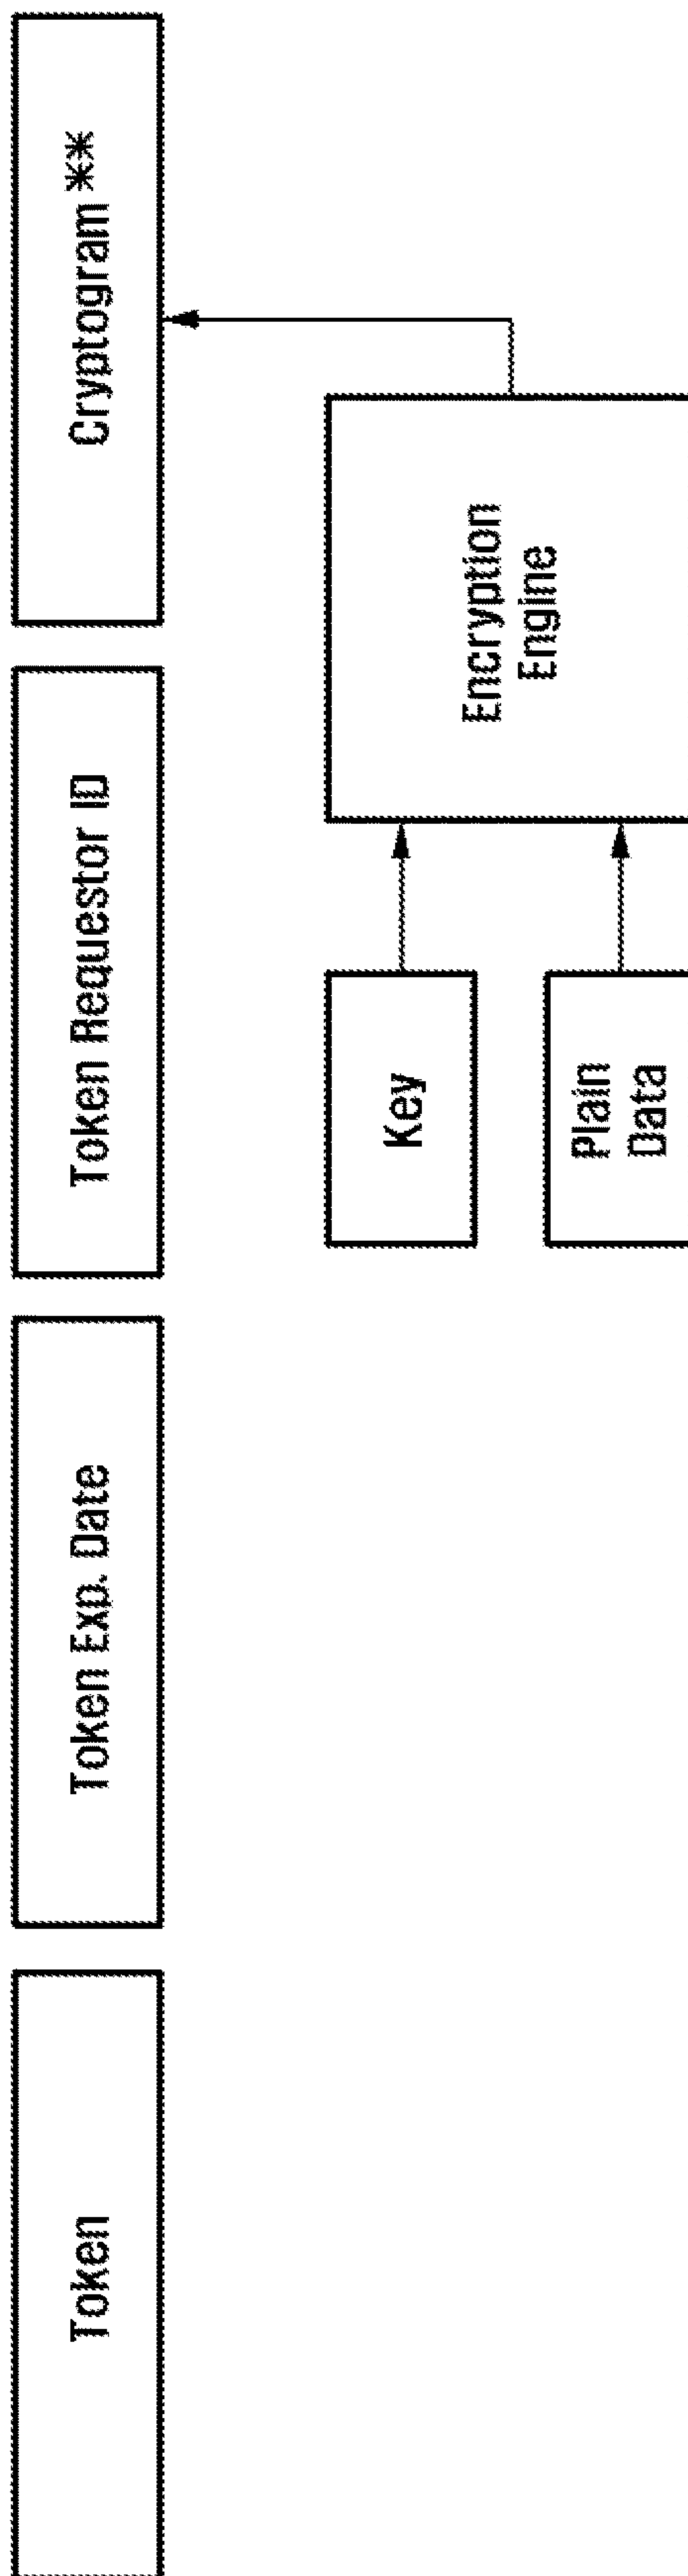 Token
Token Exp. Date
Token Requestor ID
Cryptogram **
Key
Encryption
Engine
Plain
Data